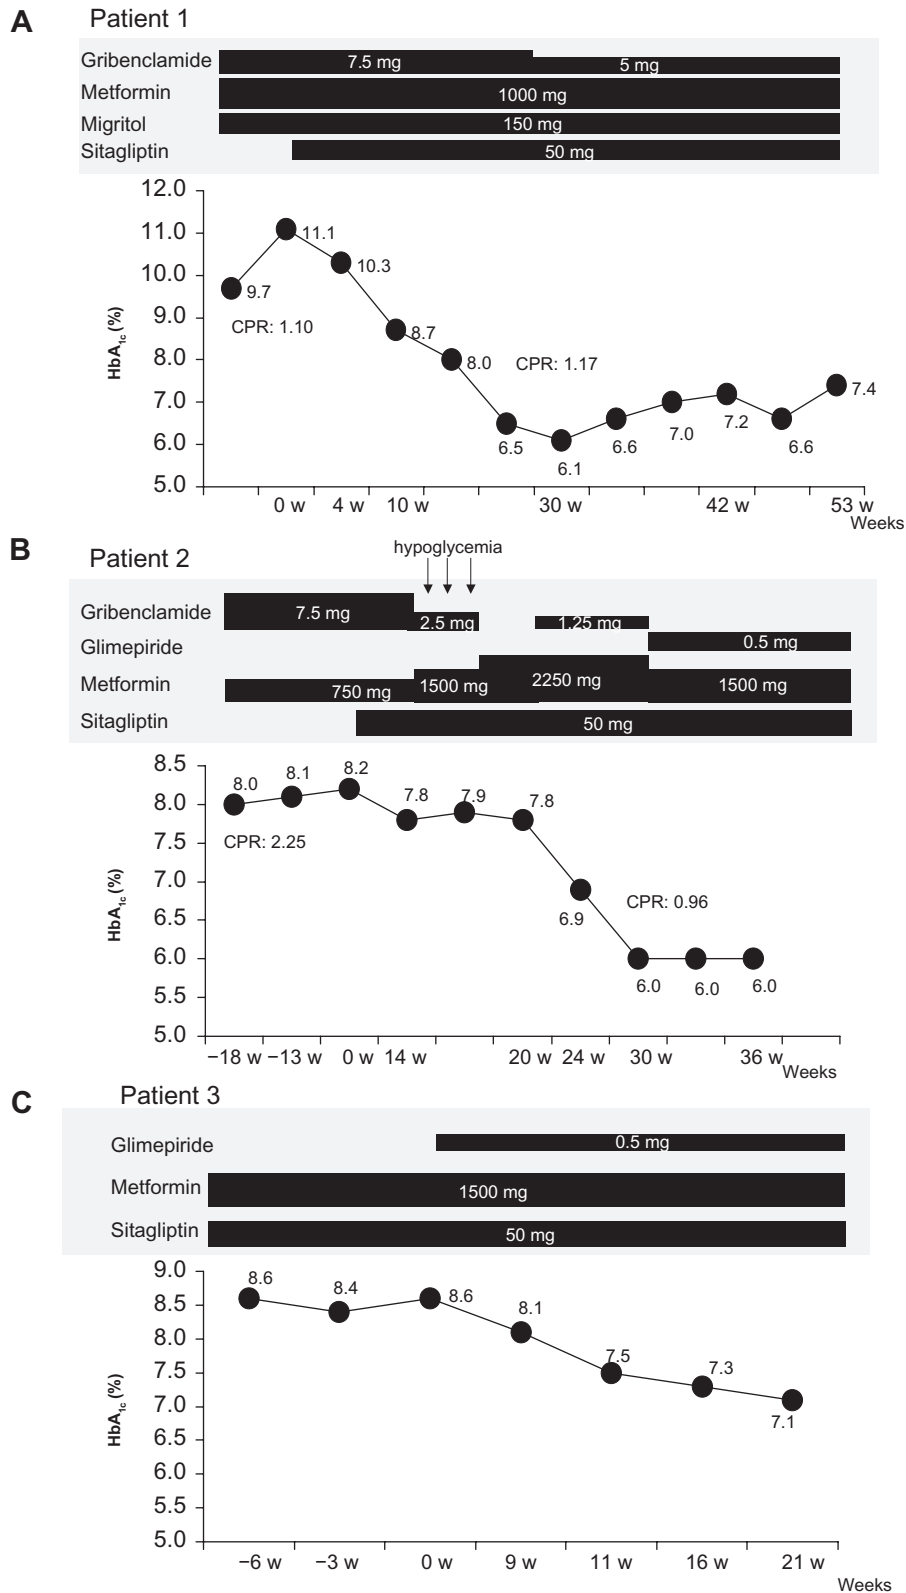 A Patient 1
Gribenclamide 7.5 mg 5 mg
Metformin 1000 mg
Migritol 150 mg
Sitagliptin 50 mg
12.0
11.0 11.1
10.0 10.3
9.0 9.7
CPR: 1.10 8.7
8.0 8.0 CPR: 1.17
7.0 7.4
6.0 6.5 6.1 6.6 7.0 7.2 6.6
5.0
HbA1c (%)
0 w 4 w 10 w 30 w 42 w 53 w
Weeks
B Patient 2
hypoglycemia
Gribenclamide 7.5 mg 2.5 mg 1.25 mg
Glimepiride 0.5 mg
Metformin 750 mg 1500 mg 2250 mg 1500 mg
Sitagliptin 50 mg
8.5
8.0 8.0 8.1 8.2 7.8 7.9 7.8
7.5 CPR: 2.25
7.0
6.5 6.9 CPR: 0.96
6.0
5.5 6.0 6.0 6.0
5.0
HbA1c (%)
−18 w −13 w 0 w 14 w 20 w 24 w 30 w 36 w
Weeks
C Patient 3
Glimepiride 0.5 mg
Metformin 1500 mg
Sitagliptin 50 mg
9.0 8.6
8.5 8.4 8.6
8.0 8.1
7.5 7.5 7.3
7.0 7.1
6.5
6.0
5.5
5.0
HbA1c (%)
−6 w −3 w 0 w 9 w 11 w 16 w 21 w
Weeks